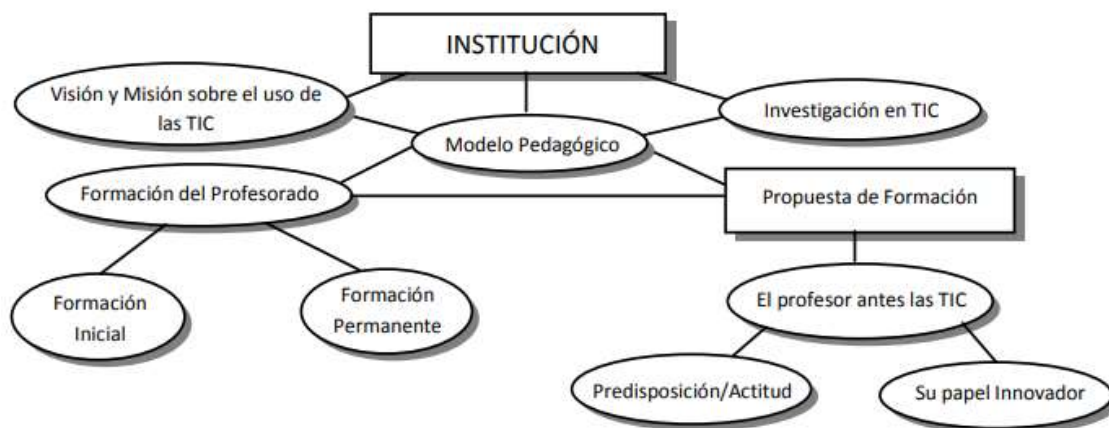 INSTITUCIÓN
Visión y Misión sobre el uso de
las TIC
Investigación en TIC
Modelo Pedagógico
Formación del Profesorado
Propuesta de Formación
Formación
Inicial
Formación
Permanente
El profesor antes las TIC
Predisposición/Actitud
Su papel Innovador